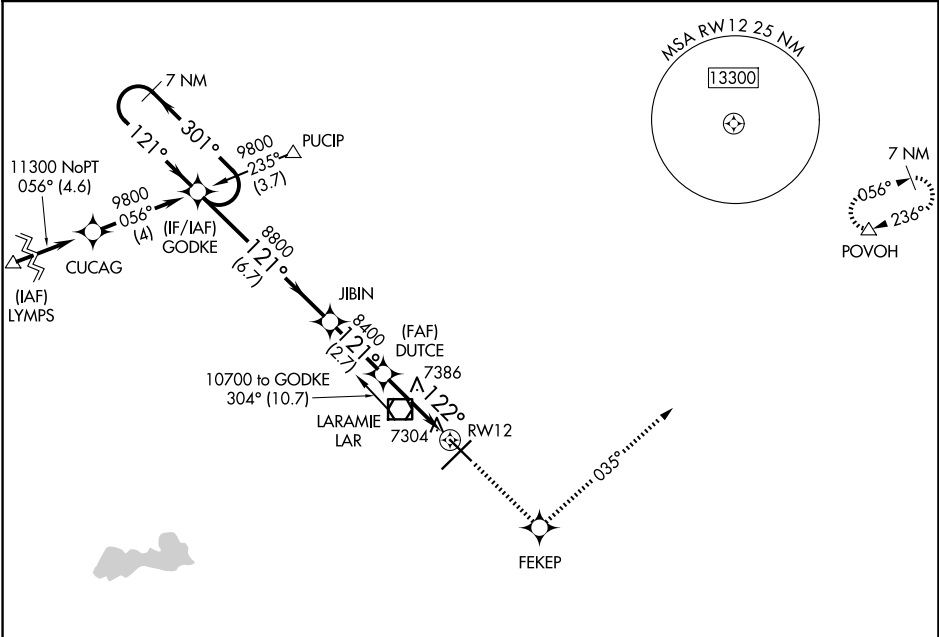 MSA RW12 25 NM
13300
7 NM
121°
301°
9800
235°
(3.7)
PUCIP
11300 NoPT
056° (4.6)
9800
056°
(4)
(IF/IAF)
GODKE
CUCAG
(IAF)
LYMPS
7 NM
056°
236°
POVOH
8800
121°
(6.7)
JIBIN
8400
121°
(2.7)
(FAF)
DUTCE
10700 to GODKE
304° (10.7)
7386
122°
LARAMIE
LAR
7304
RW12
035°
FEKEP